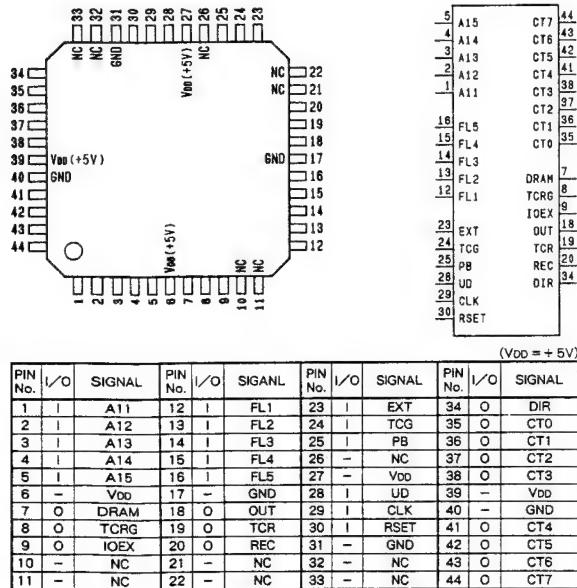 33 32 31 30 29 28 27 26 25 24 23
NC NC GND VDD (+5V) NC
34 NC 22
35 NC 21
36 20
37 19
38 18
39 VDD (+5V) GND 17
40 GND 16
41 15
42 14
43 13
44 12
VDD (+5V) NC NC
1 2 3 4 5 6 7 8 9 10 11
5 A15 CT7 44
4 A14 CT6 43
3 A13 CT5 42
2 A12 CT4 41
1 A11 CT3 38
CT2 37
16 FL5 CT1 36
15 FL4 CT0 35
14 FL3
13 FL2 DRAM 7
12 FL1 TCRG 8
IOEX 9
23 EXT OUT 18
24 TCG TCR 19
25 PB REC 20
28 UD DIR 34
29 CLK
30 RSET
(VDD = + 5V)
PIN No. I/O SIGNAL PIN No. I/O SIGANL PIN No. I/O SIGNAL PIN No. I/O SIGNAL
1 I A11 12 I FL1 23 I EXT 34 O DIR
2 I A12 13 I FL2 24 I TCG 35 O CT0
3 I A13 14 I FL3 25 I PB 36 O CT1
4 I A14 15 I FL4 26 - NC 37 O CT2
5 I A15 16 I FL5 27 - VDD 38 O CT3
6 - VDD 17 - GND 28 I UD 39 - VDD
7 O DRAM 18 O OUT 29 I CLK 40 - GND
8 O TCRG 19 O TCR 30 I RSET 41 O CT4
9 O IOEX 20 O REC 31 - GND 42 O CT5
10 - NC 21 - NC 32 - NC 43 O CT6
11 - NC 22 - NC 33 - NC 44 O CT7